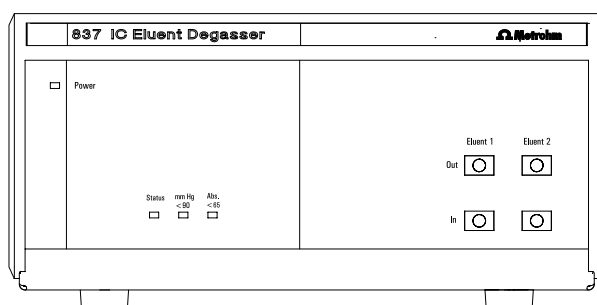 837 IC Eluent Degasser
Metrohm
Power
Eluent 1 Eluent 2
Out
Status mm Hg Abs.
< 90 < 65
In